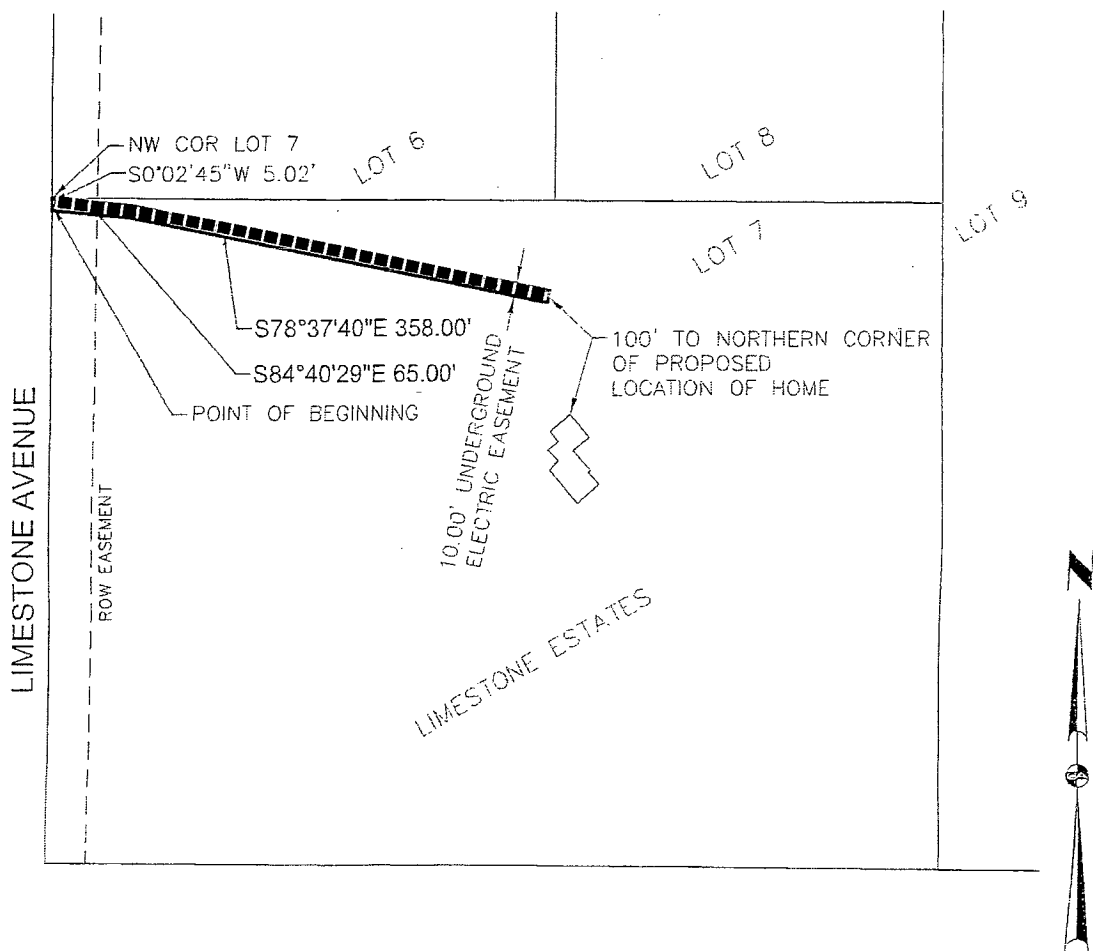 NW COR LOT 7
S0°02'45"W 5.02'
LOT 6
LOT 8
LOT 7
LOT 9
S78°37'40"E 358.00'
S84°40'29"E 65.00'
POINT OF BEGINNING
100' TO NORTHERN CORNER
OF PROPOSED
LOCATION OF HOME
10.00' UNDERGROUND
ELECTRIC EASEMENT
LIMESTONE AVENUE
ROW EASEMENT
LIMESTONE ESTATES
N